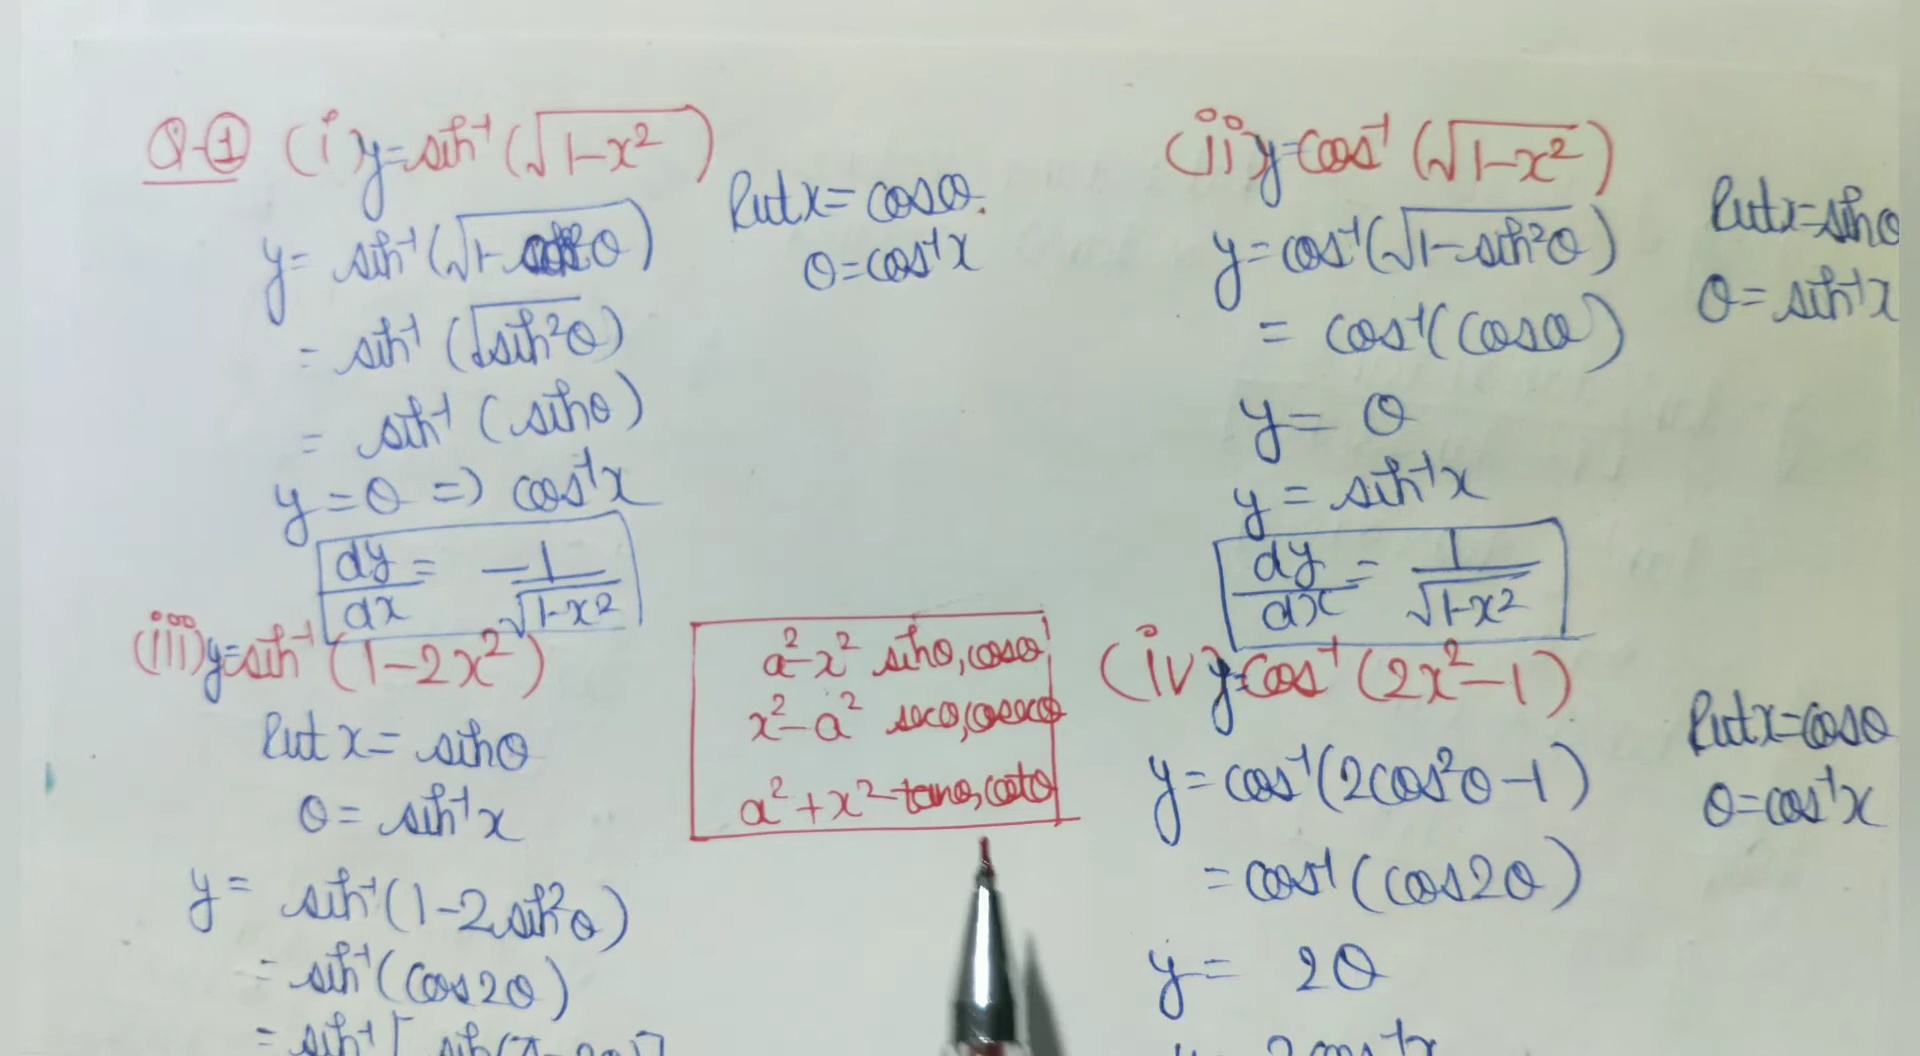 Q-① (i) y=sin⁻¹(√1-x²)
Put x= cosθ.
y= sin⁻¹(√1-cos²θ)
θ=cos⁻¹x
= sin⁻¹(√sin²θ)
= sin⁻¹(sinθ)
y=θ => cos⁻¹x
dy/dx = -1/√1-x²
(ii) y=cos⁻¹(√1-x²)
Put x=sinθ
y=cos⁻¹(√1-sin²θ)
θ= sin⁻¹x
= cos⁻¹(cosθ)
y= θ
y= sin⁻¹x
dy/dx = 1/√1-x²
(iii) y=sin⁻¹(1-2x²)
Put x= sinθ
θ= sin⁻¹x
y= sin⁻¹(1-2sin²θ)
= sin⁻¹(cos2θ)
= sin⁻¹[
a²-x² sinθ,cosθ
x²-a² secθ,cosecθ
a²+x² tanθ,cotθ
(iv) y=cos⁻¹(2x²-1)
Put x=cosθ
y=cos⁻¹(2cos²θ-1)
θ=cos⁻¹x
=cos⁻¹(cos2θ)
y= 2θ
y= 2cos⁻¹x